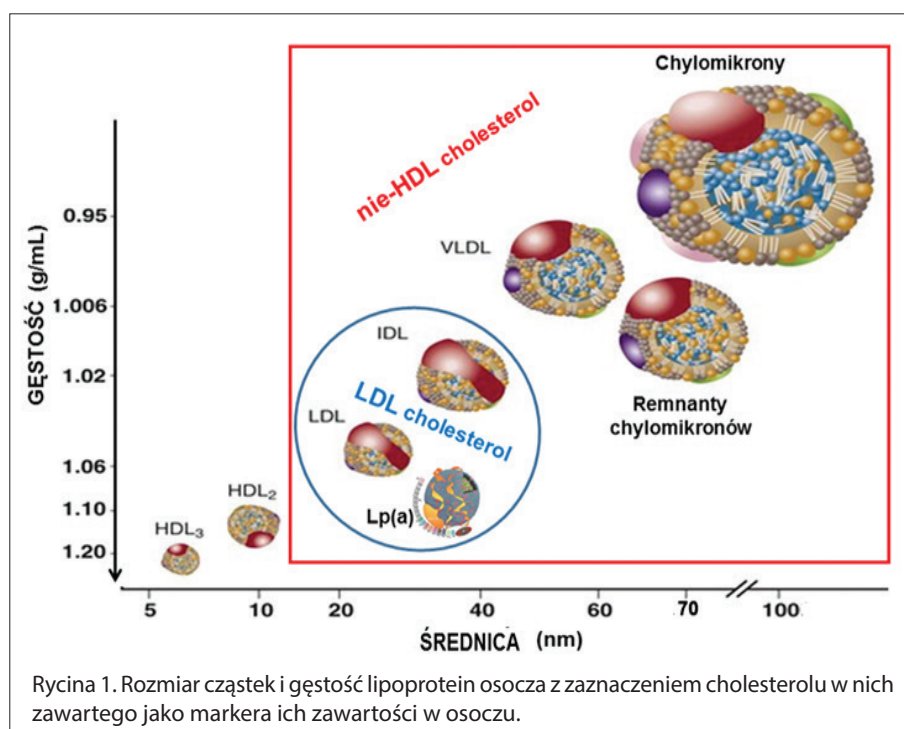 Chylomikrony
nie-HDL cholesterol
0.95
VLDL
GĘSTOŚĆ (g/mL)
1.006
IDL
1.02
LDL cholesterol
Remnanty
chylomikronów
LDL
1.06
HDL2
1.10
Lp(a)
HDL3
1.20
5 10 20 40 60 70 100
ŚREDNICA (nm)
Rycina 1. Rozmiar cząstek i gęstość lipoprotein osocza z zaznaczeniem cholesterolu w nich
zawartego jako markera ich zawartości w osoczu.